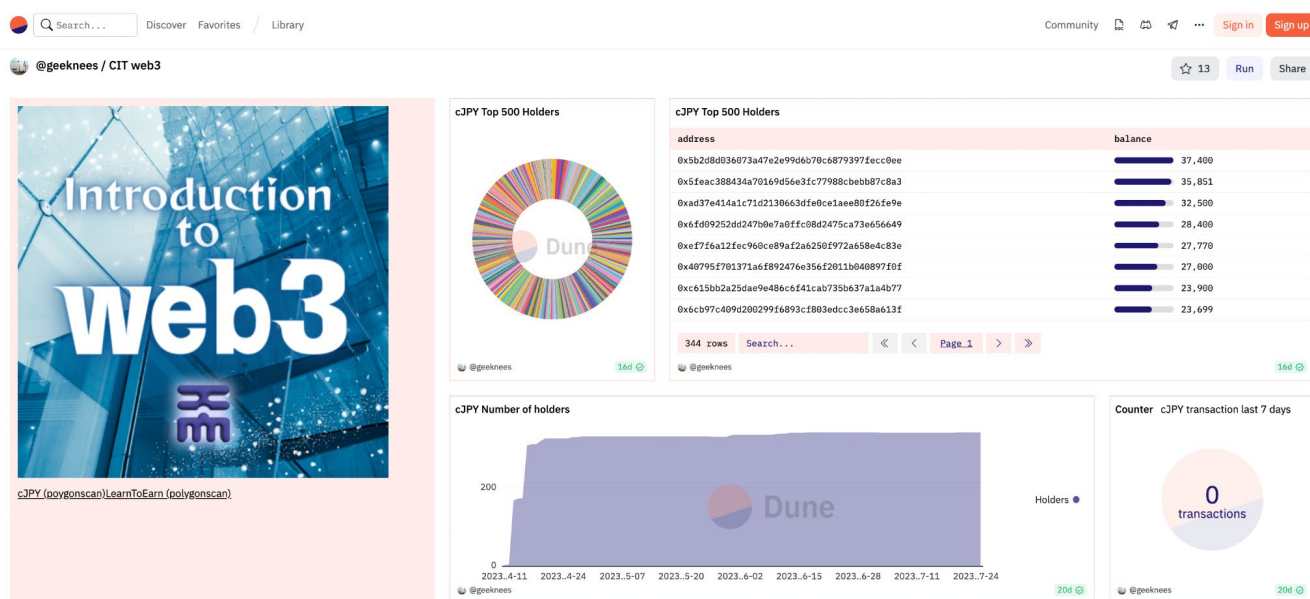 Search...
Discover Favorites / Library
Community
Sign in
Sign up
@geeknees / CIT web3
13
Run
Share
Introduction
to
web3
cJPY (poygonscan)LearnToEarn (polygonscan)
cJPY Top 500 Holders
Dune
@geeknees
16d
cJPY Top 500 Holders
address balance
0x5b2d8d036073a47e2e99d6b70c6879397fecc0ee 37,400
0x5feac388434a70169d56e3fc77988cbebb87c8a3 35,851
0xad37e414a1c71d2130663dfe0ce1aee80f26fe9e 32,500
0x6fd09252dd247b0e7a0ffc08d2475ca73e656649 28,400
0xef7f6a12fec960ce89af2a6250f972a658e4c83e 27,770
0x40795f701371a6f892476e356f2011b040897f0f 27,000
0xc615bb2a25dae9e486c6f41cab735b637a1a4b77 23,900
0x6cb97c409d200299f6893cf803edcc3e658a613f 23,699
344 rows Search... Page 1
@geeknees
16d
cJPY Number of holders
200
0
Dune
Holders
2023..4-11 2023..4-24 2023..5-07 2023..5-20 2023..6-02 2023..6-15 2023..6-28 2023..7-11 2023..7-24
@geeknees
20d
Counter cJPY transaction last 7 days
0
transactions
@geeknees
20d